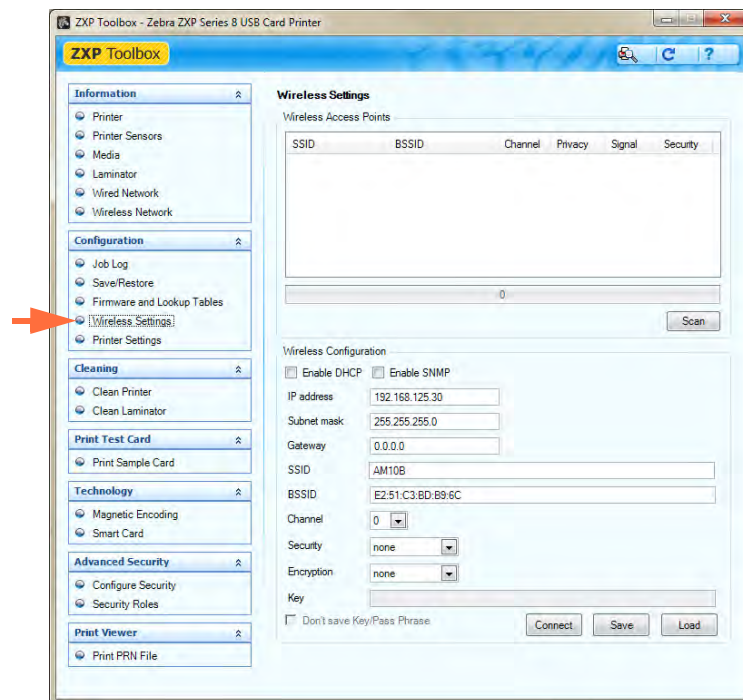 ZXP Toolbox - Zebra ZXP Series 8 USB Card Printer
ZXP Toolbox
?
Information
Printer
Printer Sensors
Media
Laminator
Wired Network
Wireless Network
Configuration
Job Log
Save/Restore
Firmware and Lookup Tables
Wireless Settings
Printer Settings
Cleaning
Clean Printer
Clean Laminator
Print Test Card
Print Sample Card
Technology
Magnetic Encoding
Smart Card
Advanced Security
Configure Security
Security Roles
Print Viewer
Print PRN File
Wireless Settings
Wireless Access Points
SSID BSSID Channel Privacy Signal Security
0
Scan
Wireless Configuration
Enable DHCP Enable SNMP
IP address 192.168.125.30
Subnet mask 255.255.255.0
Gateway 0.0.0.0
SSID AM10B
BSSID E2:51:C3:BD:B9:6C
Channel 0
Security none
Encryption none
Key
Don't save Key/Pass Phrase Connect Save Load